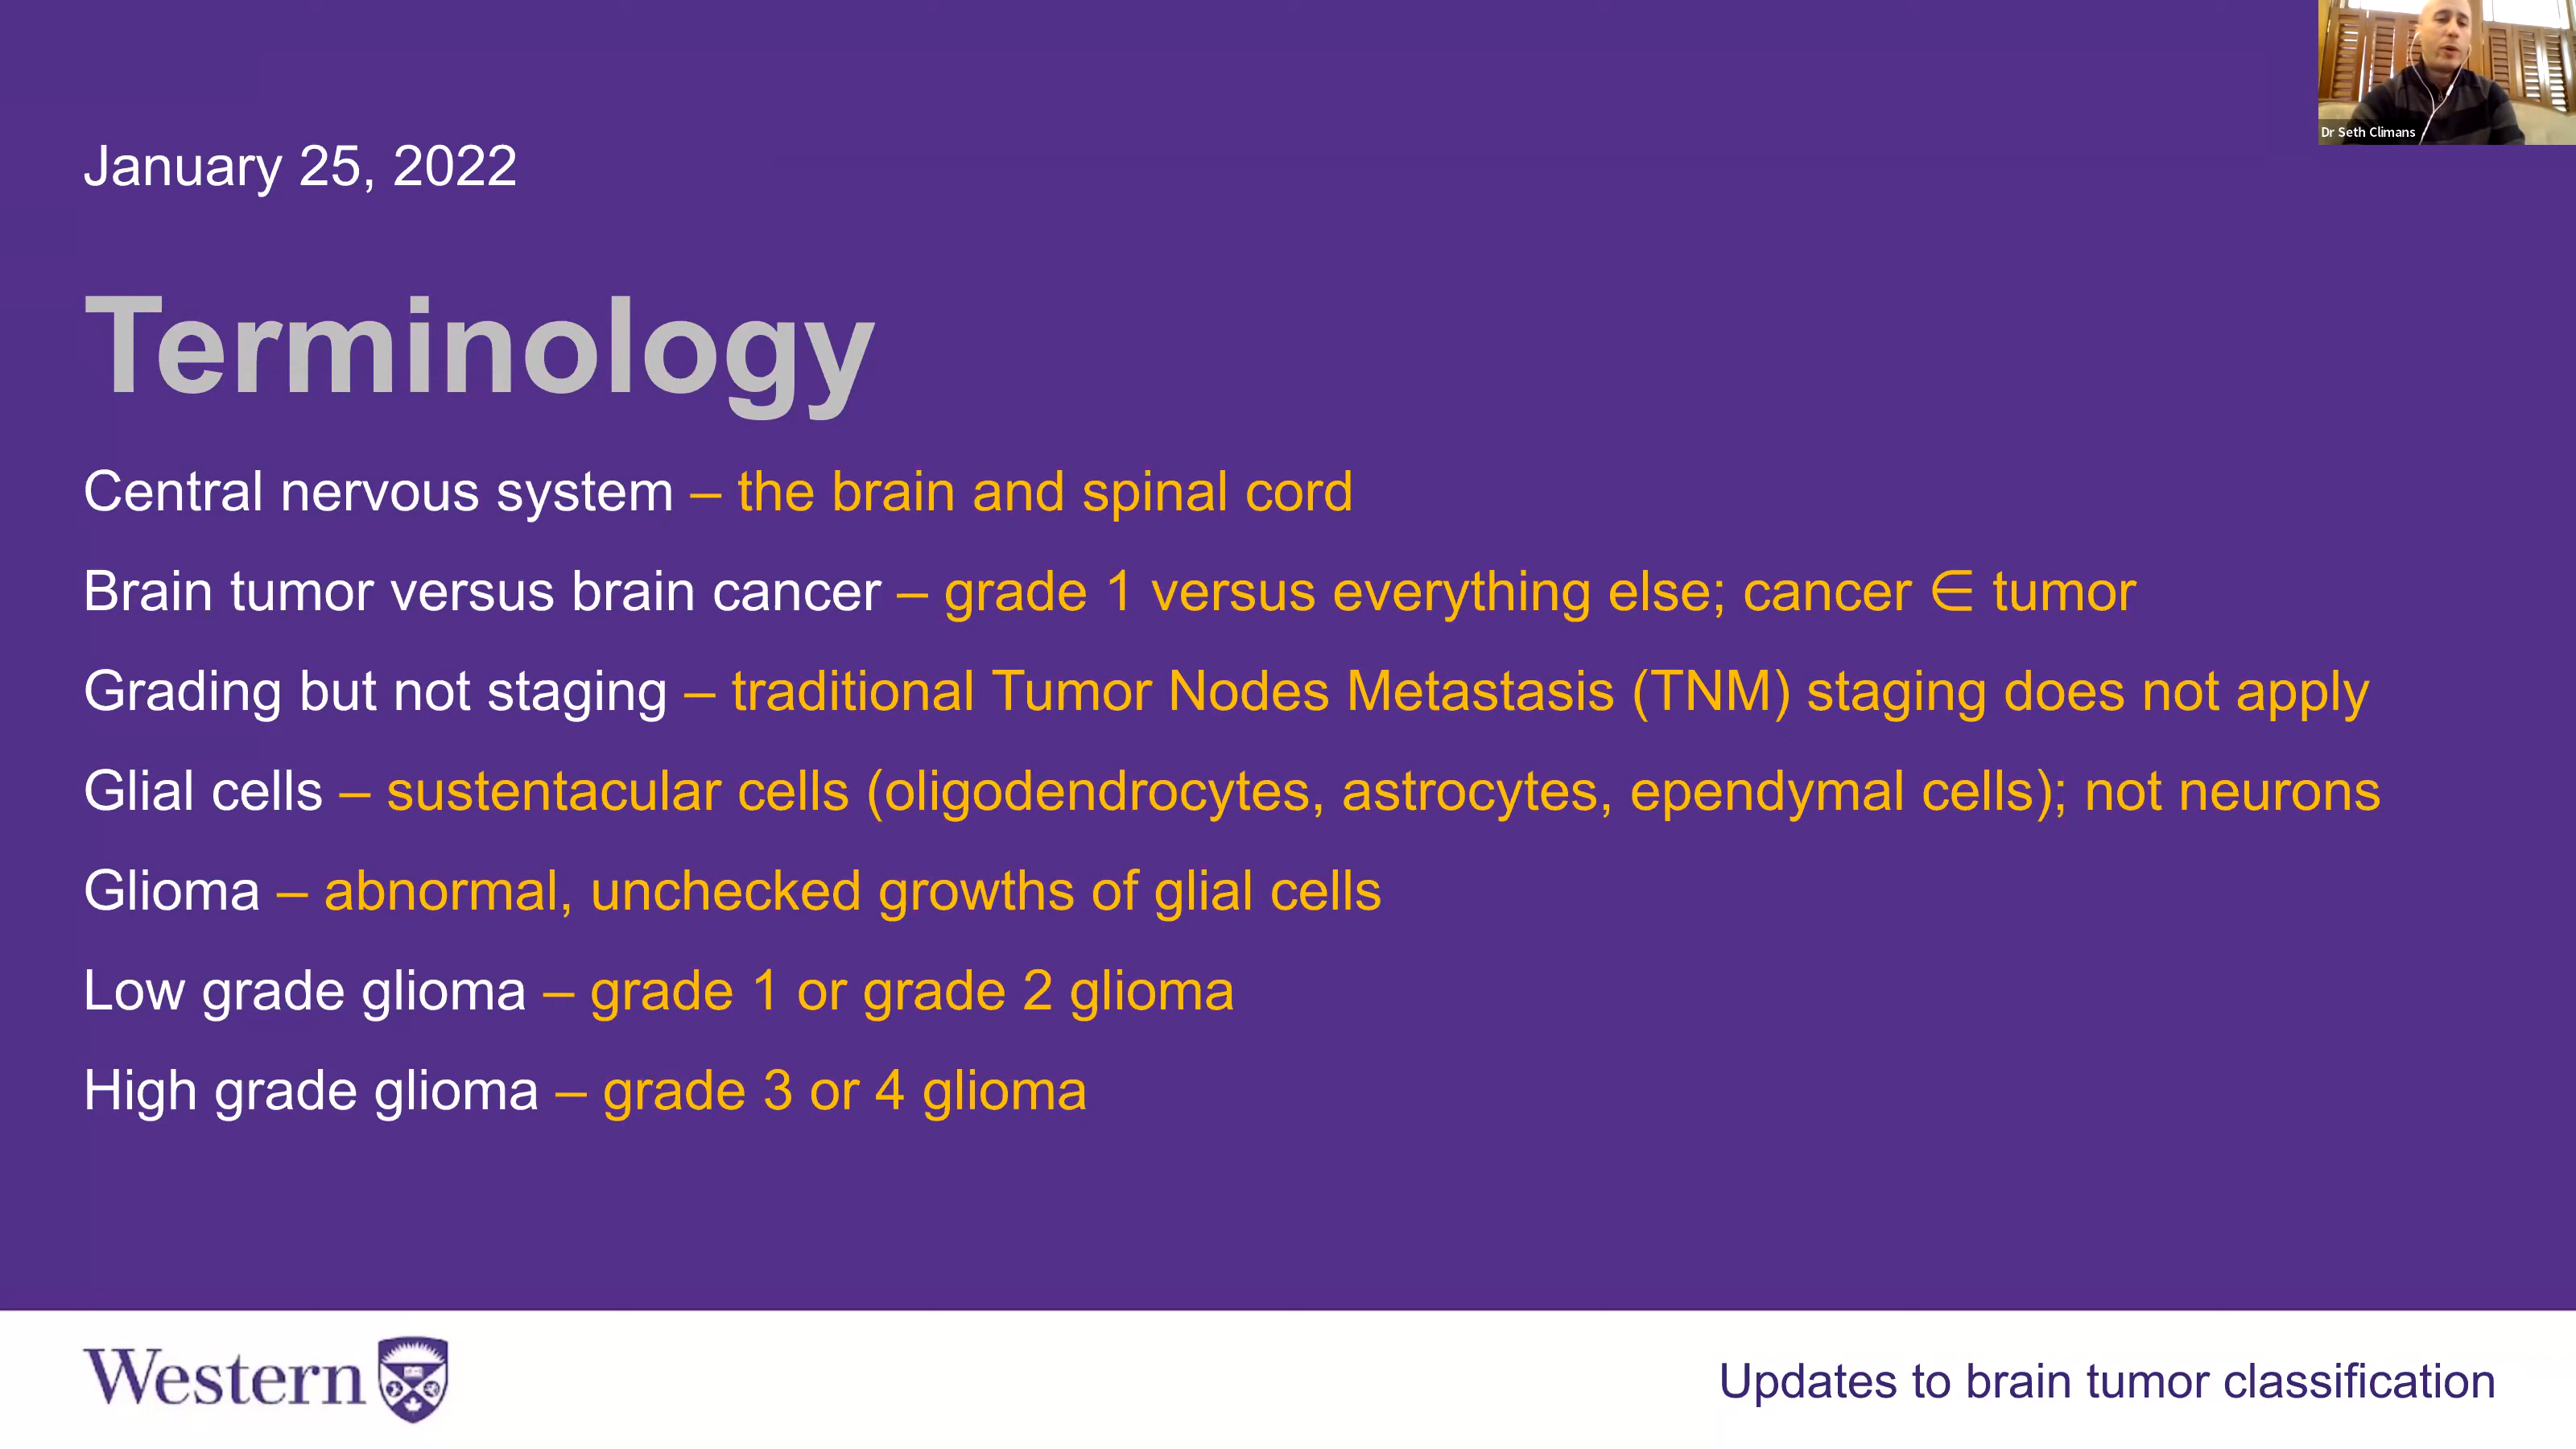 Dr Seth Climans
January 25, 2022
Terminology
Central nervous system – the brain and spinal cord
Brain tumor versus brain cancer – grade 1 versus everything else; cancer ∈ tumor
Grading but not staging – traditional Tumor Nodes Metastasis (TNM) staging does not apply
Glial cells – sustentacular cells (oligodendrocytes, astrocytes, ependymal cells); not neurons
Glioma – abnormal, unchecked growths of glial cells
Low grade glioma – grade 1 or grade 2 glioma
High grade glioma – grade 3 or 4 glioma
Western
Updates to brain tumor classification